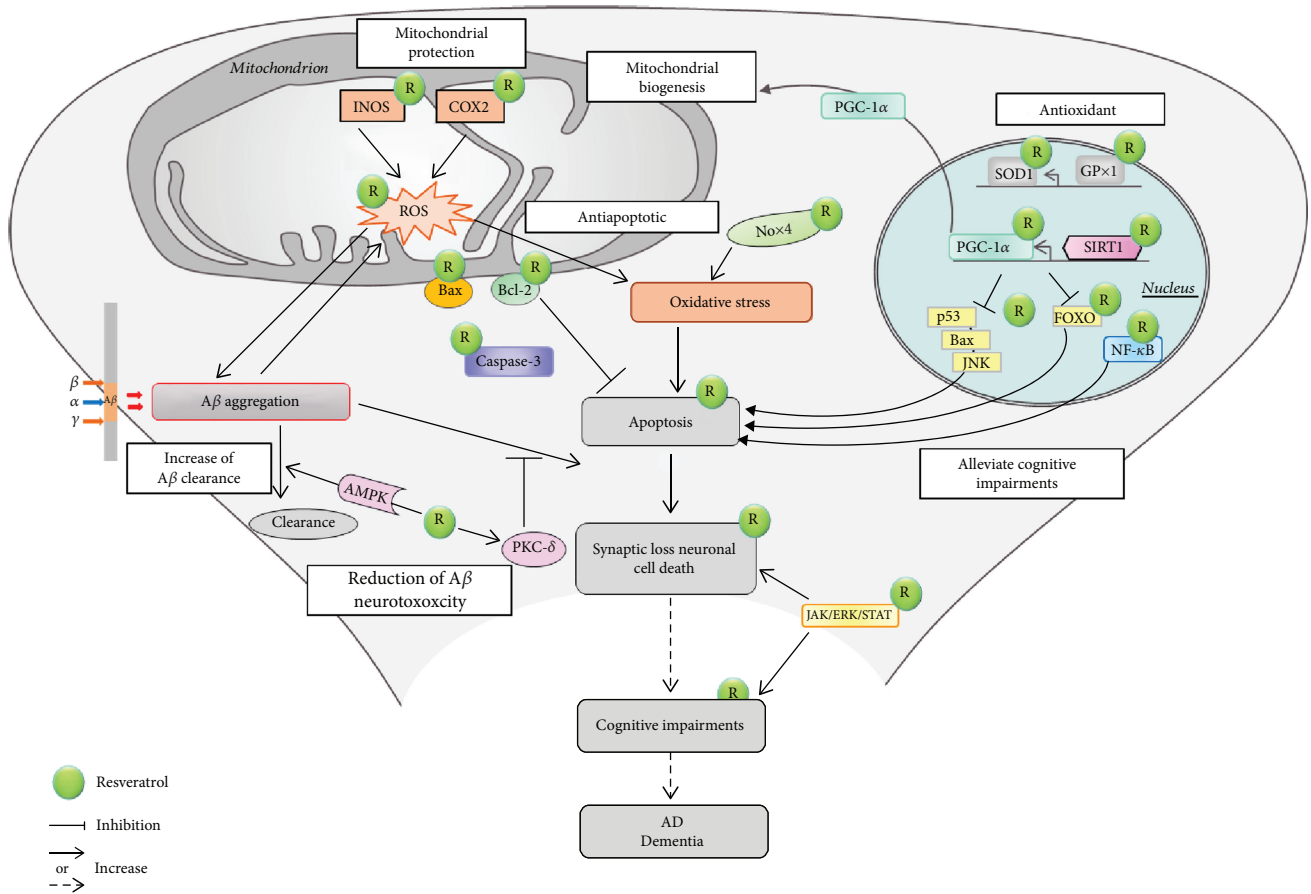 Mitochondrial
protection
Mitochondrion
R
R
INOS
COX2
R
ROS
Mitochondrial
biogenesis
PGC-1α
Antioxidant
R
R
SOD1
GP×1
R
R
PGC-1α
SIRT1
Nucleus
R
R
p53
Bax
JNK
FOXO
R
NF-κB
Antiapoptotic
R
No×4
R
R
Bax
Bcl-2
Oxidative stress
R
Caspase-3
β
α
γ
Aβ
Aβ aggregation
R
Apoptosis
Increase of
Aβ clearance
AMPK
R
Clearance
PKC-δ
Reduction of Aβ
neurotoxoxcity
Alleviate cognitive
impairments
R
Synaptic loss neuronal
cell death
R
JAK/ERK/STAT
R
Cognitive impairments
AD
Dementia
Resveratrol
Inhibition
or
Increase